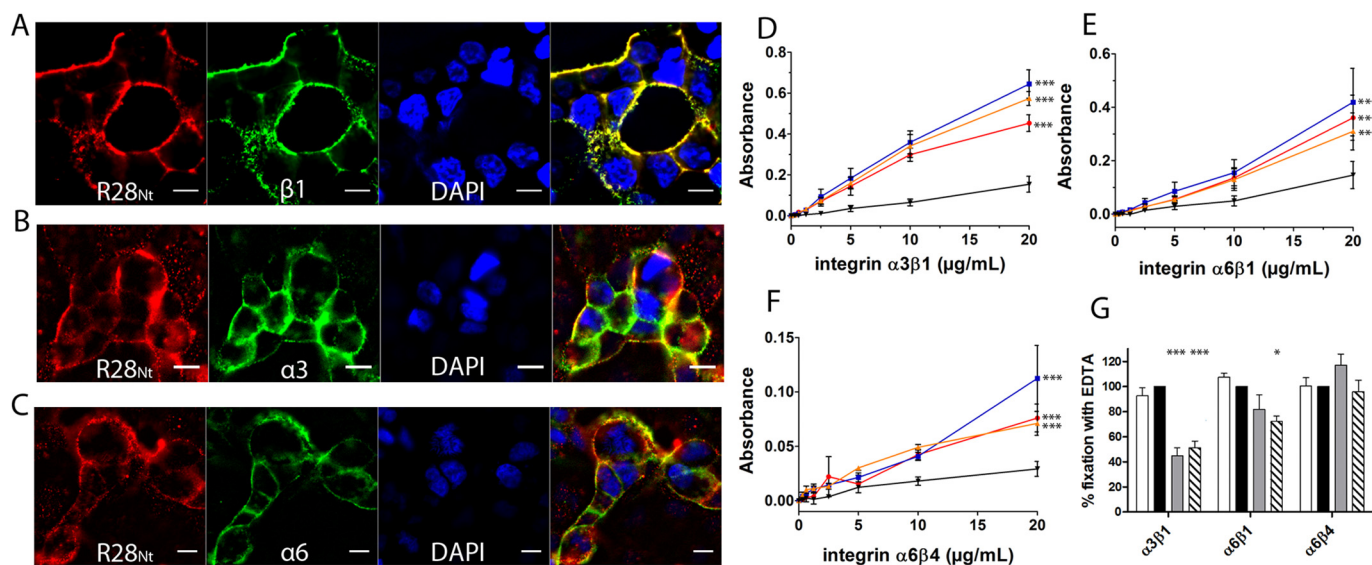 A
R28Nt
β1
DAPI
B
R28Nt
α3
DAPI
C
R28Nt
α6
DAPI
D
Absorbance
0.8
0.6
0.4
0.2
0.0
0
5
10
15
20
***
***
***
integrin α3β1 (µg/mL)
E
Absorbance
0.6
0.4
0.2
0.0
0
5
10
15
20
integrin α6β1 (µg/mL)
F
Absorbance
0.15
0.10
0.05
0.00
0
5
10
15
20
***
***
***
integrin α6β4 (µg/mL)
G
% fixation with EDTA
120
100
80
60
40
20
0
*** ***
*
α3β1
α6β1
α6β4